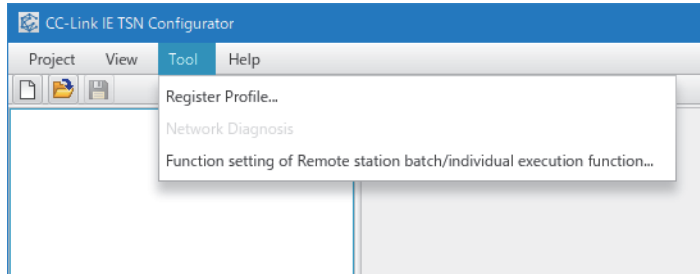 CC-Link IE TSN Configurator
Project View Tool Help
Register Profile...
Network Diagnosis
Function setting of Remote station batch/individual execution function...